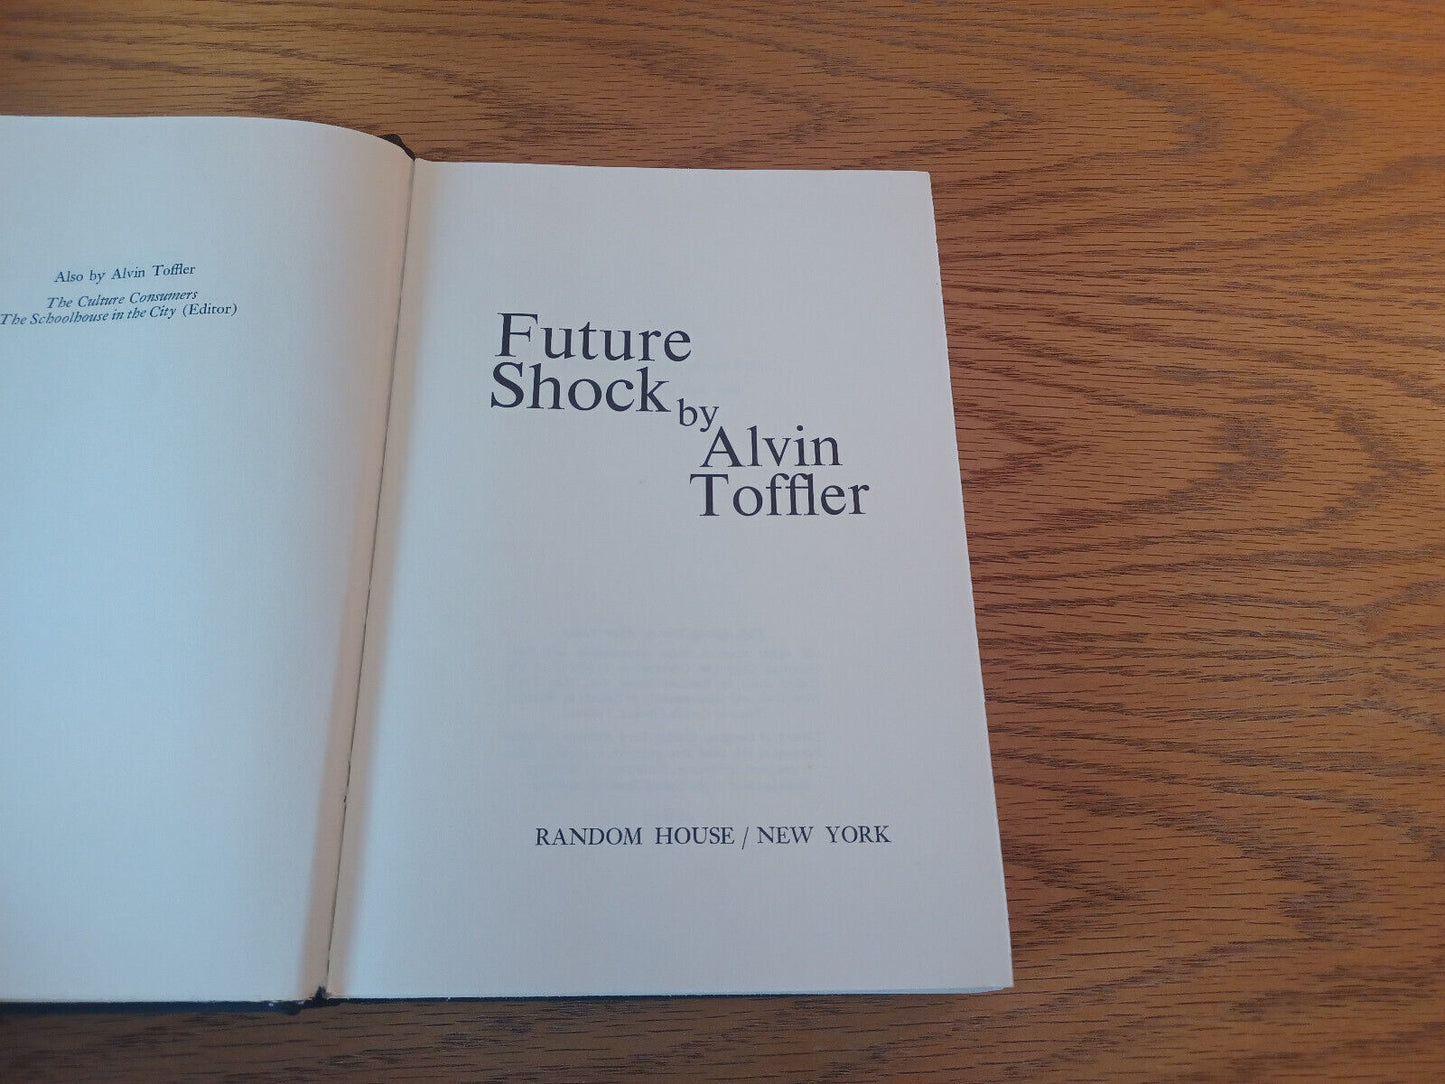 Also by Alvin Toffler
The Culture Consumers
The Schoolhouse in the City (Editor)
Future
Shock by
Alvin
Toffler
RANDOM HOUSE / NEW YORK